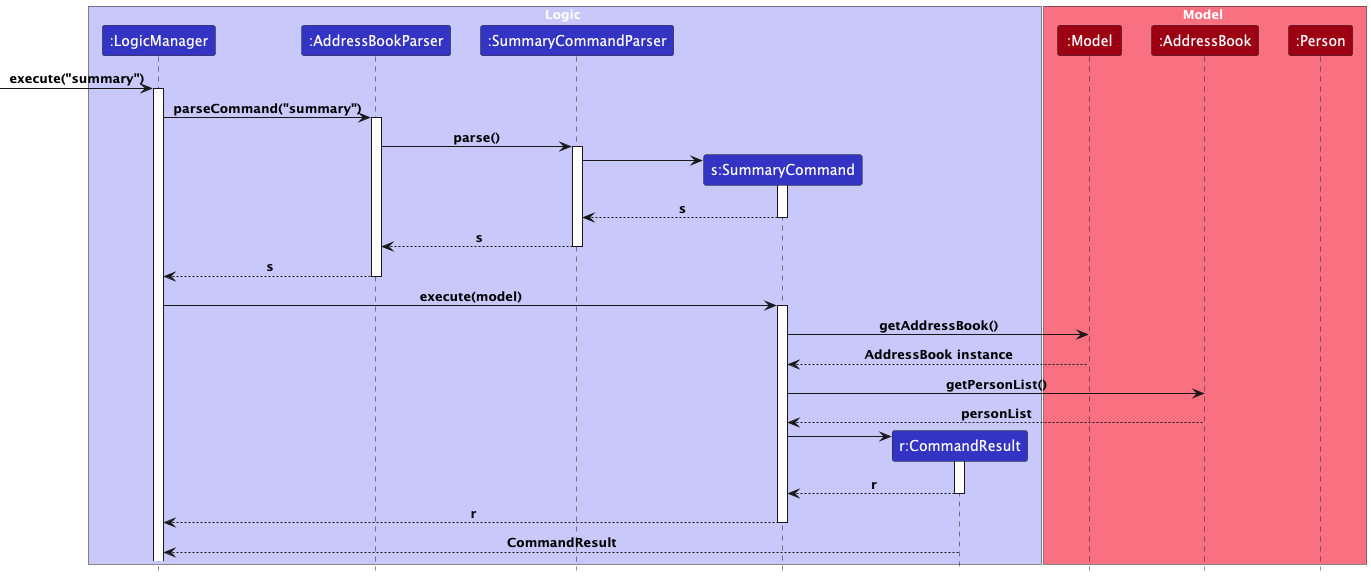 Logic
Model
:LogicManager
:AddressBookParser
:SummaryCommandParser
:Model
:AddressBook
:Person
execute("summary")
parseCommand("summary")
parse()
s:SummaryCommand
s
s
s
execute(model)
getAddressBook()
AddressBook instance
getPersonList()
personList
r:CommandResult
r
r
CommandResult